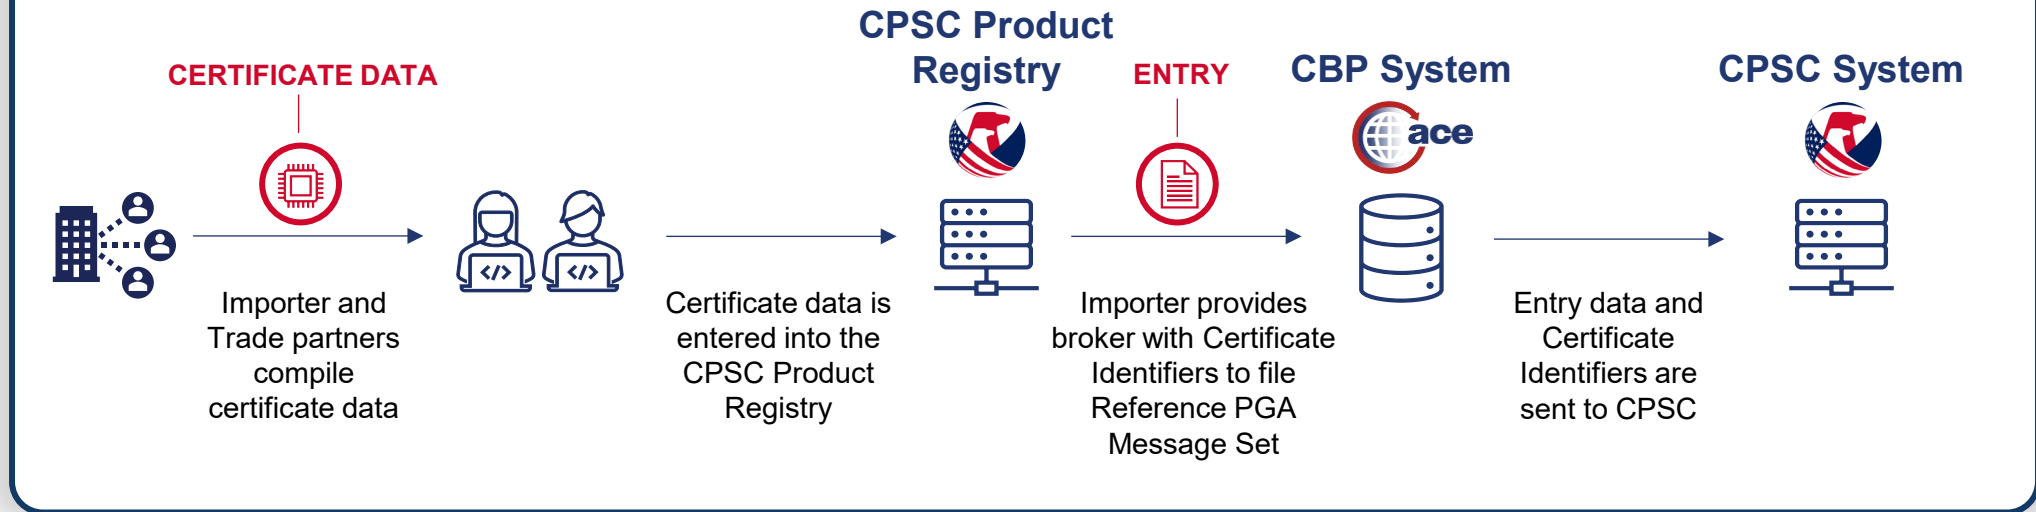 CPSC Product
Registry
CERTIFICATE DATA
ENTRY
CBP System
CPSC System
ace
</>
</>
Importer and
Trade partners
compile
certificate data
Certificate data is
entered into the
CPSC Product
Registry
Importer provides
broker with Certificate
Identifiers to file
Reference PGA
Message Set
Entry data and
Certificate
Identifiers are
sent to CPSC